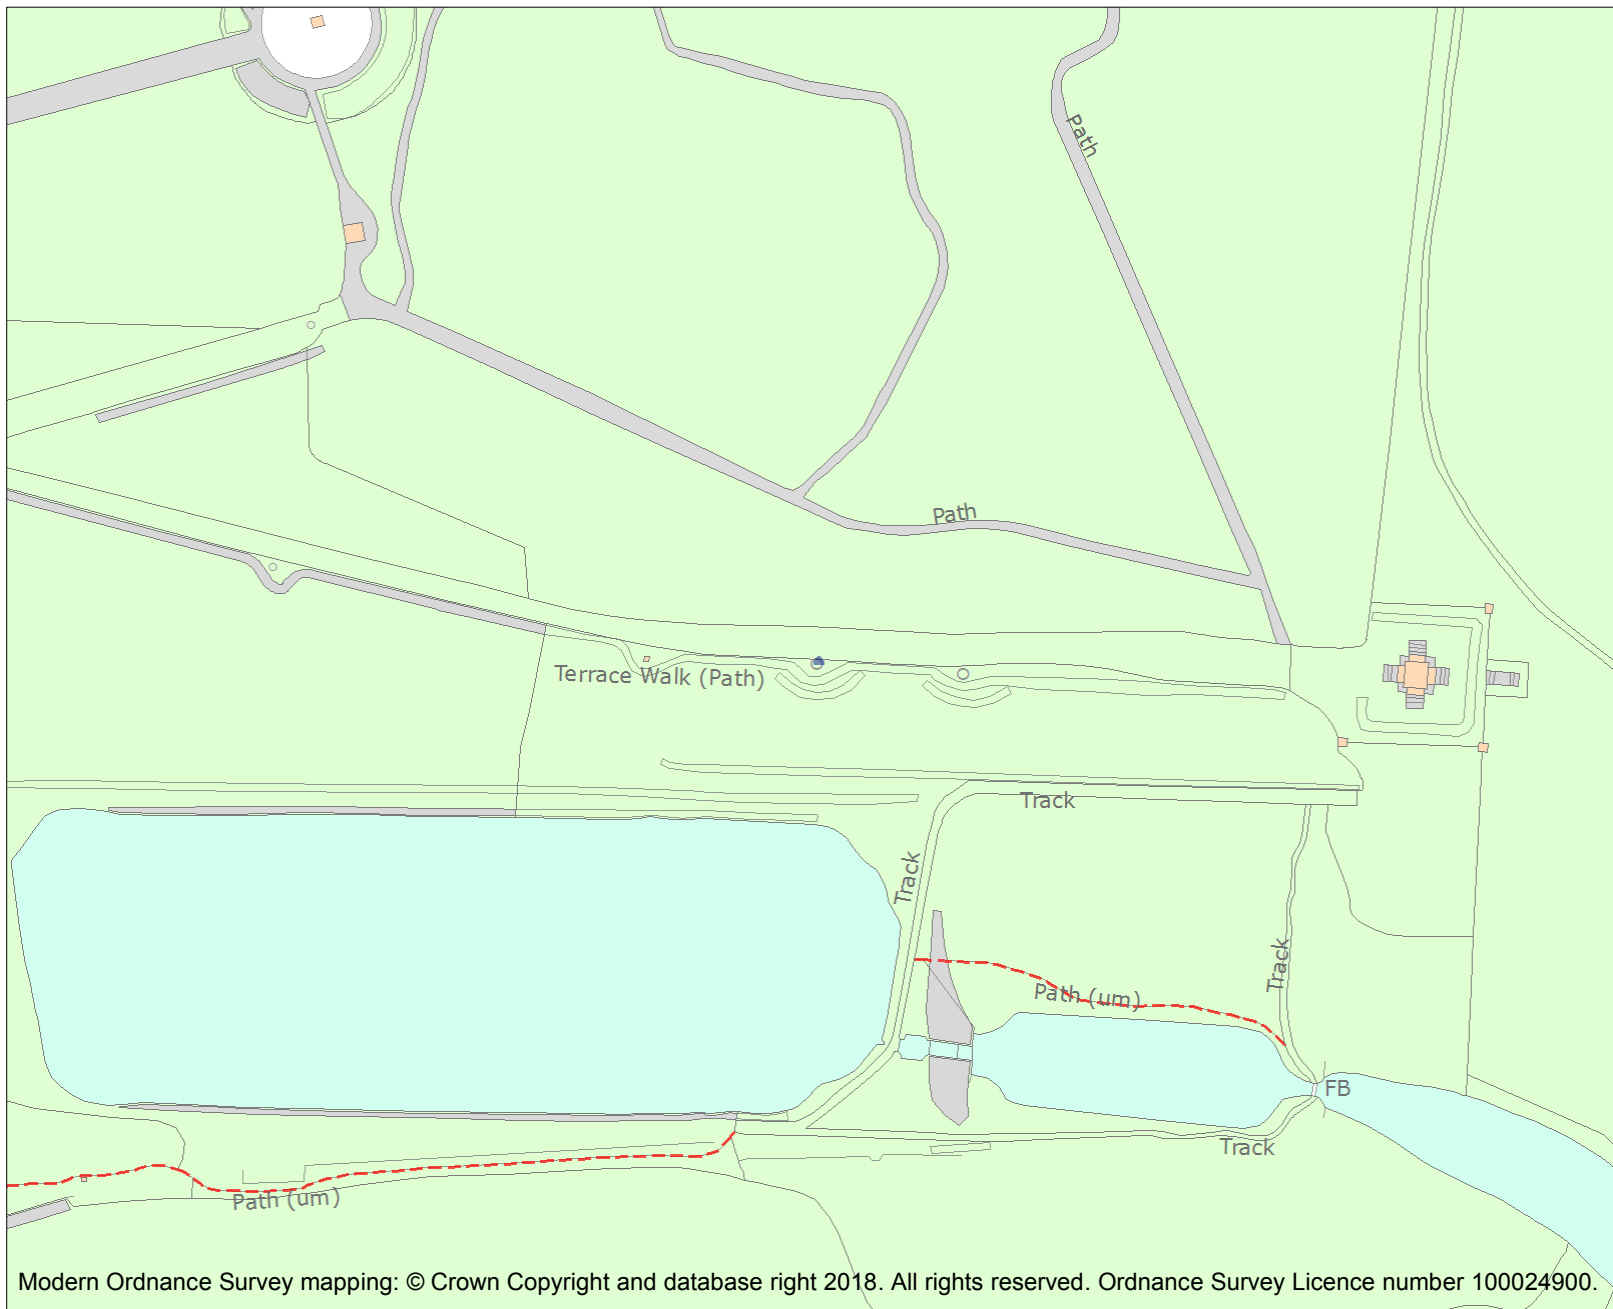 Path
Path
Terrace Walk (Path)
Track
Track
Track
Path (um)
FB
Track
Path (um)
Modern Ordnance Survey mapping: © Crown Copyright and database right 2018. All rights reserved. Ordnance Survey Licence number 100024900.